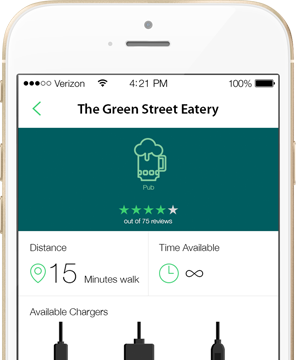 Verizon 4:21 PM 100%
The Green Street Eatery
Pub
out of 75 reviews
Distance
Time Available
15 Minutes walk
∞
Available Chargers